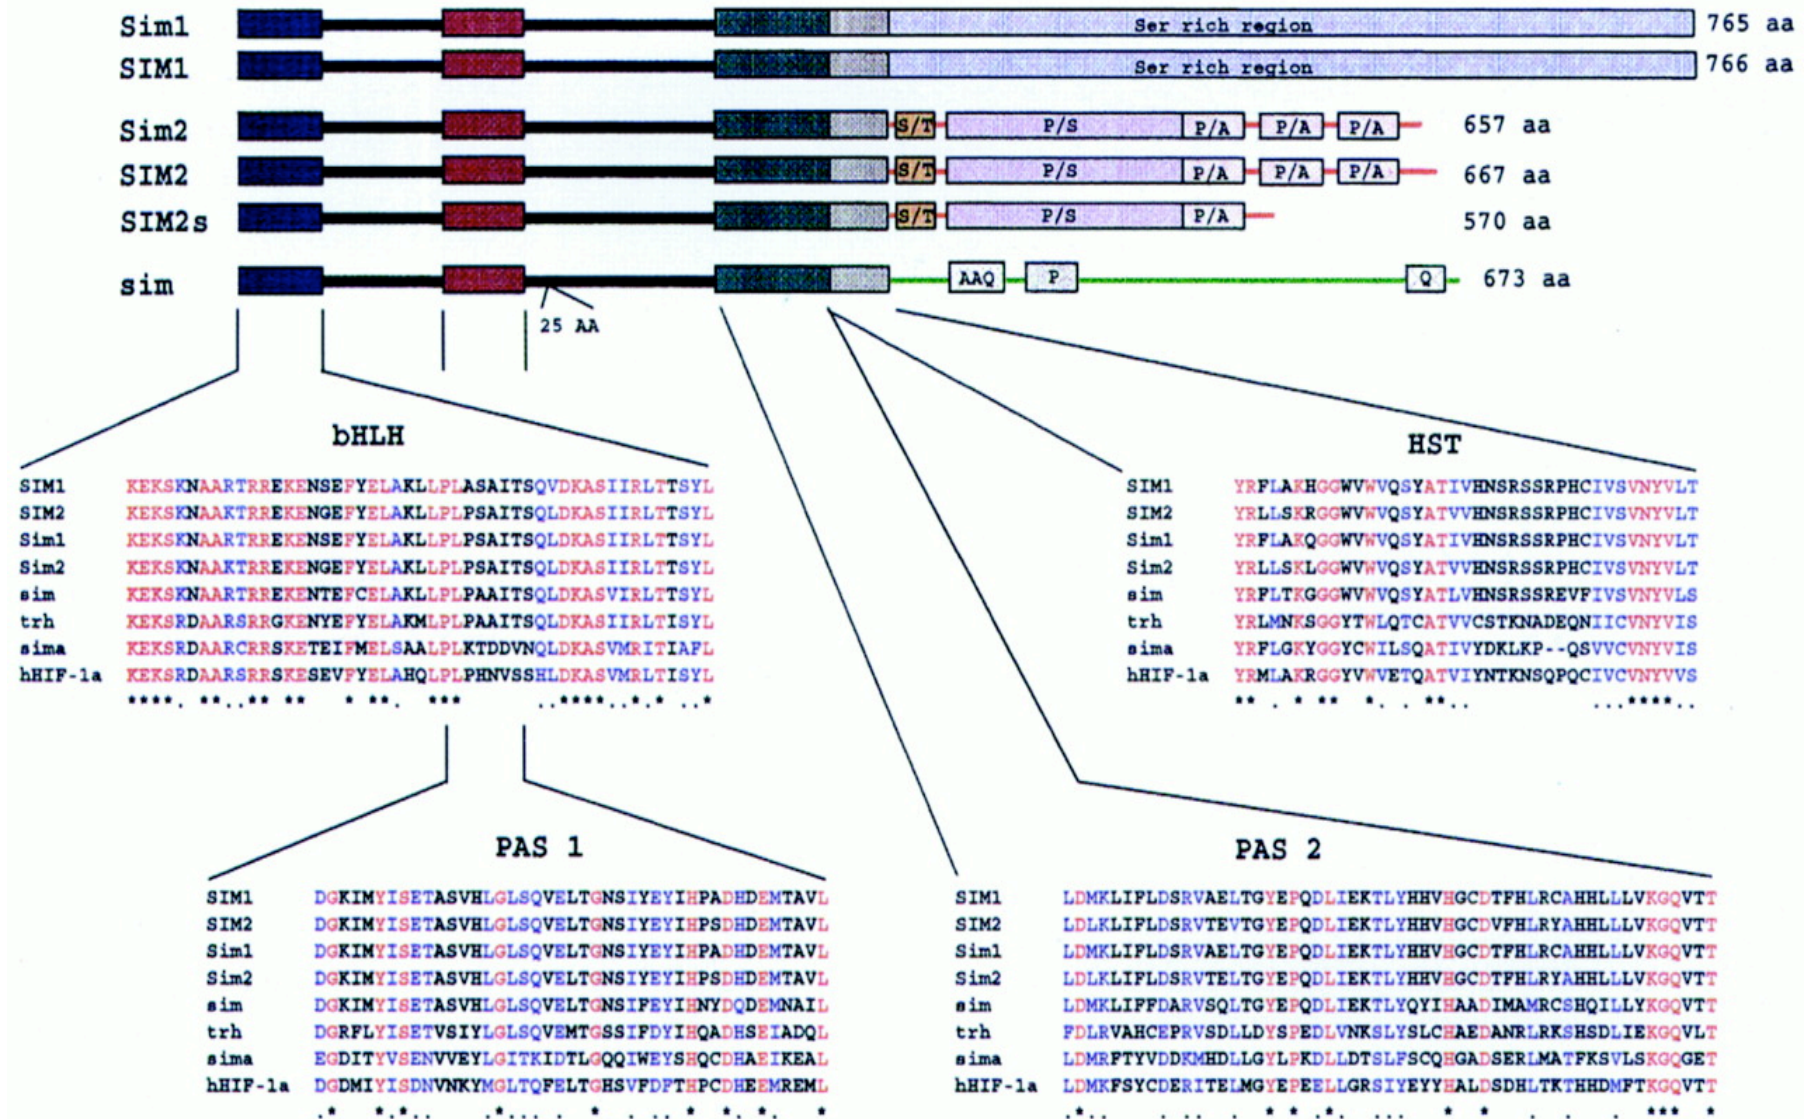 Sim1 Ser rich region 765 aa
SIM1 Ser rich region 766 aa
Sim2 S/T P/S P/A P/A P/A 657 aa
SIM2 S/T P/S P/A P/A P/A 667 aa
SIM2s S/T P/S P/A 570 aa
sim AAQ P Q 673 aa
25 AA
bHLH
SIM1 KEKSKNAARTRREKENSEFYELAKLLPLASAITSQVDKASIIRLTTSYL
SIM2 KEKSKNAAKTRREKENGEFYELAKLLPLPSAITSQLDKASIIRLTTSYL
Sim1 KEKSKNAARTRREKENSEFYELAKLLPLPSAITSQLDKASIIRLTTSYL
Sim2 KEKSKNAAKTRREKENGEFYELAKLLPLPSAITSQLDKASIIRLTTSYL
sim KEKSKNAARTRREKENTEFCELAKLLPLPAAITSQLDKASVIRLTTSYL
trh KEKSRDAARSRRGKENYEFYELAKMLPLPAAITSQLDKASIIRLTISYL
sima KEKSRDAARCRRSKETEIFMELSAALPLKTDDVNQLDKASVMRITIAFL
hHIF-1a KEKSRDAARSRRSKESEVFYELAHQLPLPHNVSSHLDKASVMRLTISYL
HST
SIM1 YRFLAKHGGWVWVQSYATIVHNSRSSRPHCIVSVNYVLT
SIM2 YRLLSKRGGWVWVQSYATVVHNSRSSRPHCIVSVNYVLT
Sim1 YRFLAKQGGWVWVQSYATIVHNSRSSRPHCIVSVNYVLT
Sim2 YRLLSKLGGWVWVQSYATVVHNSRSSRPHCIVSVNYVLT
sim YRFLTKGGGWVWVQSYATLVHNSRSSREVFIVSVNYVLS
trh YRLMNKSGGYTWLQTCATVVCSTKNADEQNIICVNYVIS
sima YRFLGKYGGYCWILSQATIVYDKLKP--QSVVCVNYVIS
hHIF-1a YRMLAKRGGYVWVETQATVIYNTKNSQPQCIVCVNYVVS
PAS 1
SIM1 DGKIMYISETASVHLGLSQVELTGNSIYEYIHPADHDEMTAVL
SIM2 DGKIMYISETASVHLGLSQVELTGNSIYEYIHPSDHDEMTAVL
Sim1 DGKIMYISETASVHLGLSQVELTGNSIYEYIHPADHDEMTAVL
Sim2 DGKIMYISETASVHLGLSQVELTGNSIYEYIHPSDHDEMTAVL
sim DGKIMYISETASVHLGLSQVELTGNSIFEYIHNYDQDEMNAIL
trh DGRFLYISETVSIYLGLSQVEMTGSSIFDYIHQADHSEIADQL
sima EGDITYVSENVVEYLGITKIDTLGQQIWEYSHQCDHAEIKEAL
hHIF-1a DGDMIYISDNVNKYMGLTQFELTGHSVFDFTHPCDHEEMREML
PAS 2
SIM1 LDMKLIFLDSRVAELTGYEPQDLIEKTLYHHVHGCDTFHLRCAHHLLLVKGQVTT
SIM2 LDLKLIFLDSRVTEVTGYEPQDLIEKTLYHHVHGCDVFHLRYAHHLLLVKGQVTT
Sim1 LDMKLIFLDSRVAELTGYEPQDLIEKTLYHHVHGCDTFHLRCAHHLLLVKGQVTT
Sim2 LDLKLIFLDSRVTELTGYEPQDLIEKTLYHHVHGCDTFHLRYAHHLLLVKGQVTT
sim LDMKLIFFDARVSQLTGYEPQDLIEKTLYQYIHAADIMAMRCSHQILLYKGQVTT
trh FDLRVAHCEPRVSDLLDYSPEDLVNKSLYSLCHAEDANRLRKSHSDLIEKGQVLT
sima LDMRFTYVDDKMHDLLGYLPKDLLDTSLFSCQHGADSERLMATFKSVLSKGQGET
hHIF-1a LDMKFSYCDERITELMGYEPEELLGRSIYEYYHALDSDHLTKTHHDMFTKGQVTT